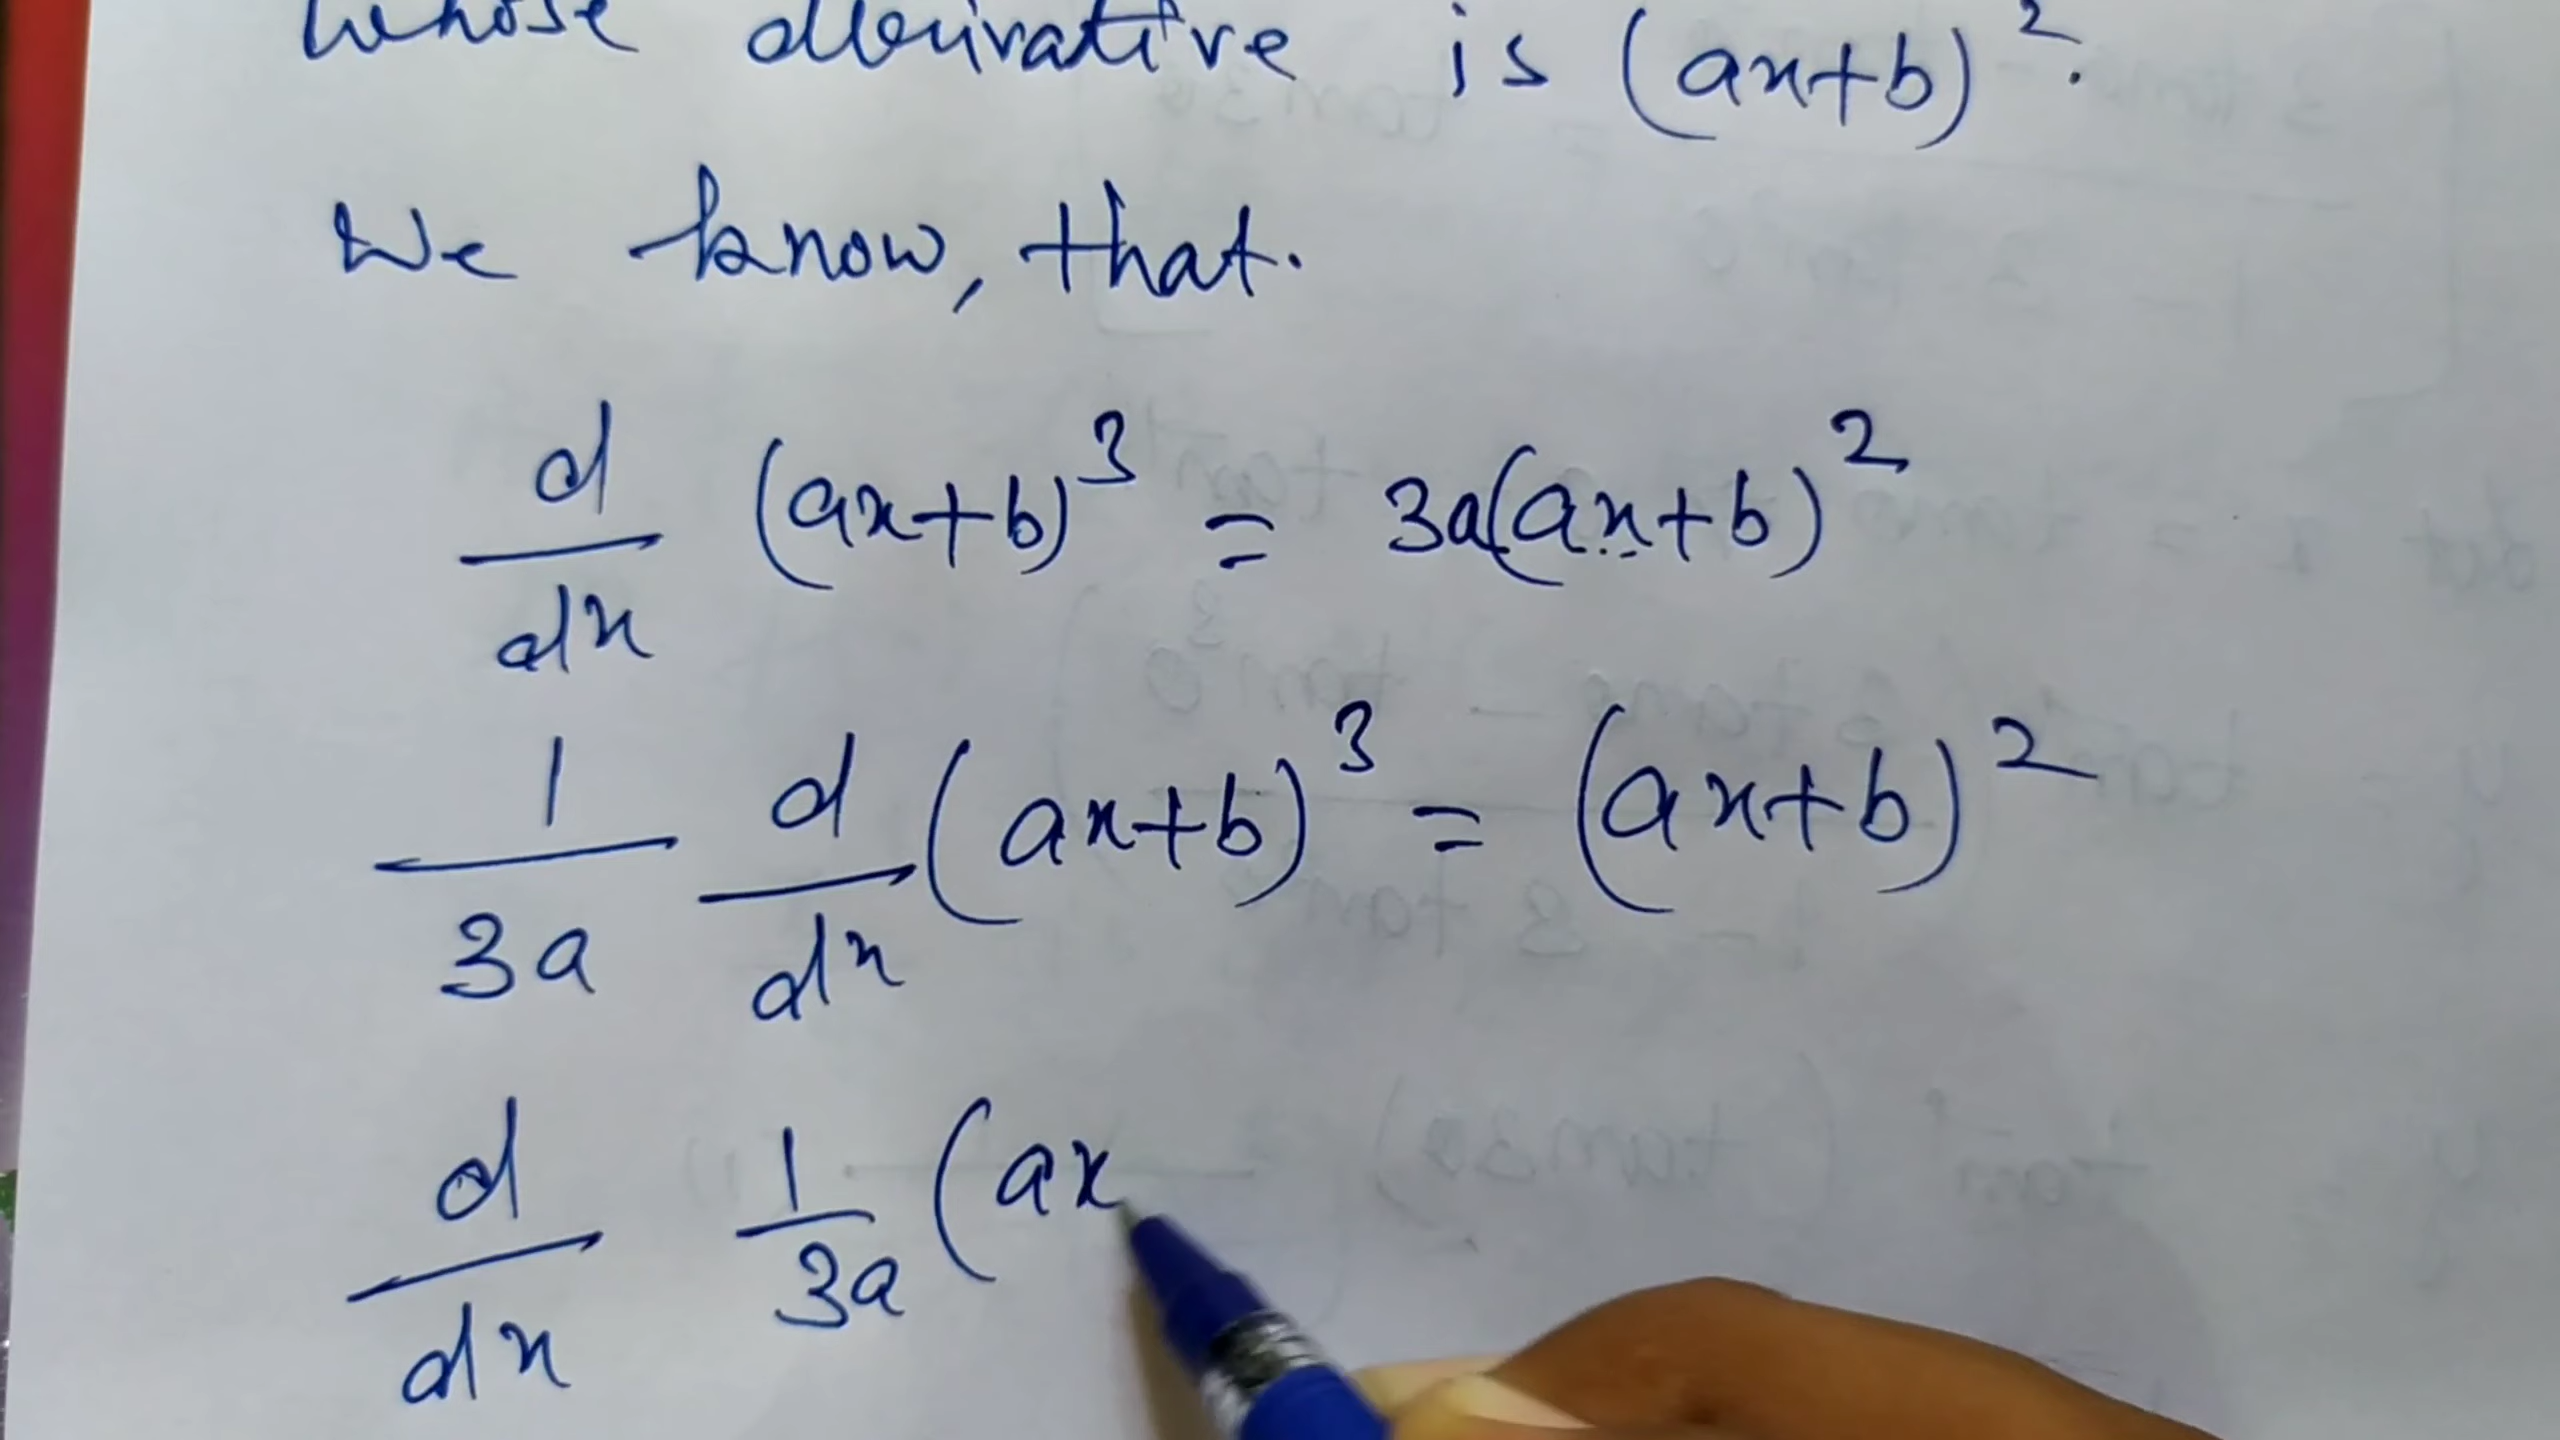 whose derivative is (ax+b)².
We know, that.
d/dx (ax+b)³ = 3a(ax+b)²
1/3a d/dx (ax+b)³ = (ax+b)²
d/dx 1/3a (ax